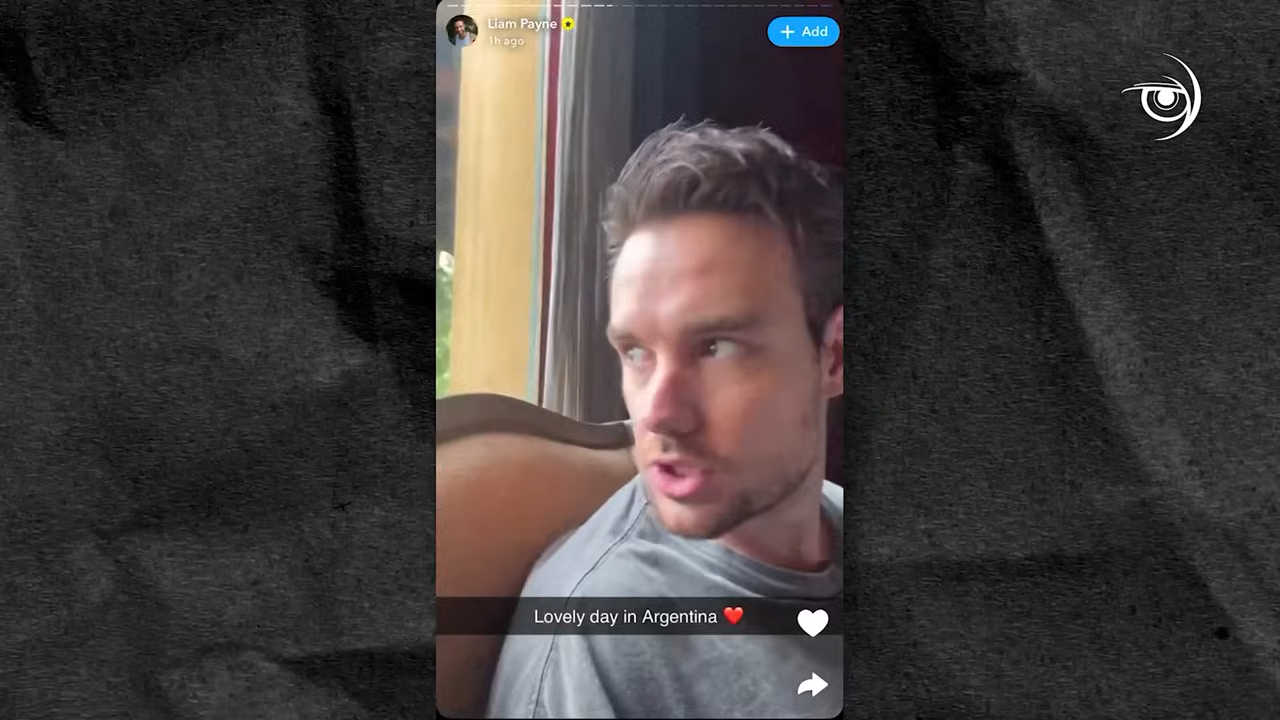 Liam Payne
1h ago
+ Add
Lovely day in Argentina ❤️